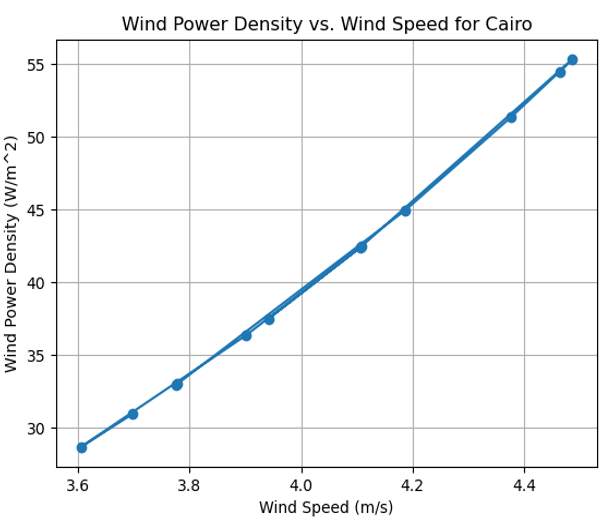 Wind Power Density vs. Wind Speed for Cairo
55
50
45
40
35
30
Wind Power Density (W/m^2)
3.6 3.8 4.0 4.2 4.4
Wind Speed (m/s)